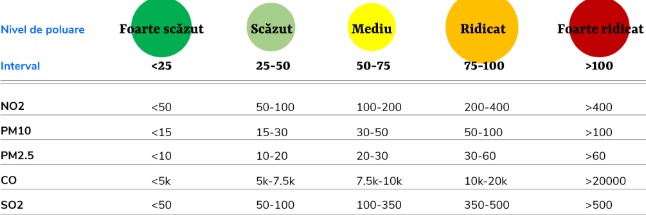 Nivel de poluare Foarte scăzut Scăzut Mediu Ridicat Foarte ridicat
Interval <25 25-50 50-75 75-100 >100
NO2 <50 50-100 100-200 200-400 >400
PM10 <15 15-30 30-50 50-100 >100
PM2.5 <10 10-20 20-30 30-60 >60
CO <5k 5k-7.5k 7.5k-10k 10k-20k >20000
SO2 <50 50-100 100-350 350-500 >500